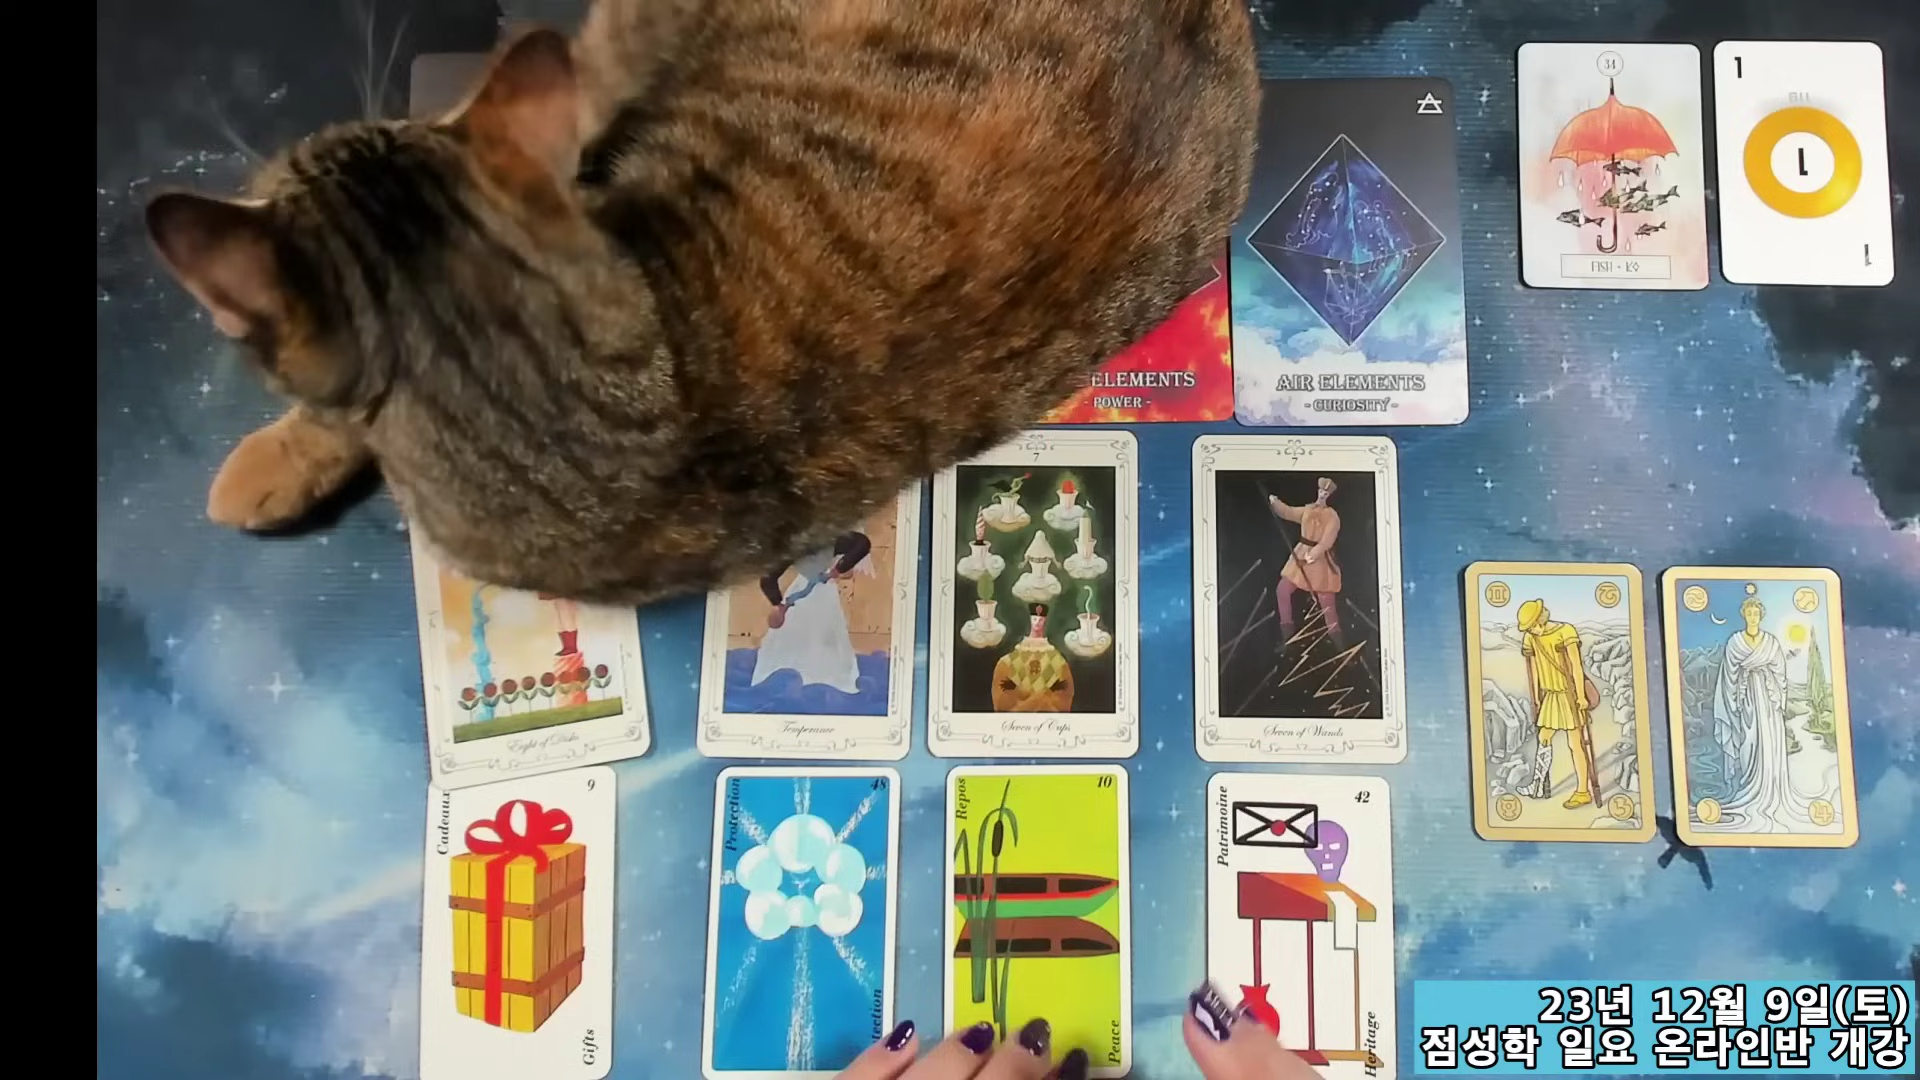 34
FISH - KO
1
1
1
ELEMENTS
- POWER -
AIR ELEMENTS
- CURIOSITY -
7
7
Eight of Disks
Temperance
Seven of Cups
Seven of Wands
Cadeaux
9
Gifts
Protection
48
Repos
10
Peace
Patrimoine
42
Heritage
23년 12월 9일(토)
점성학 일요 온라인반 개강